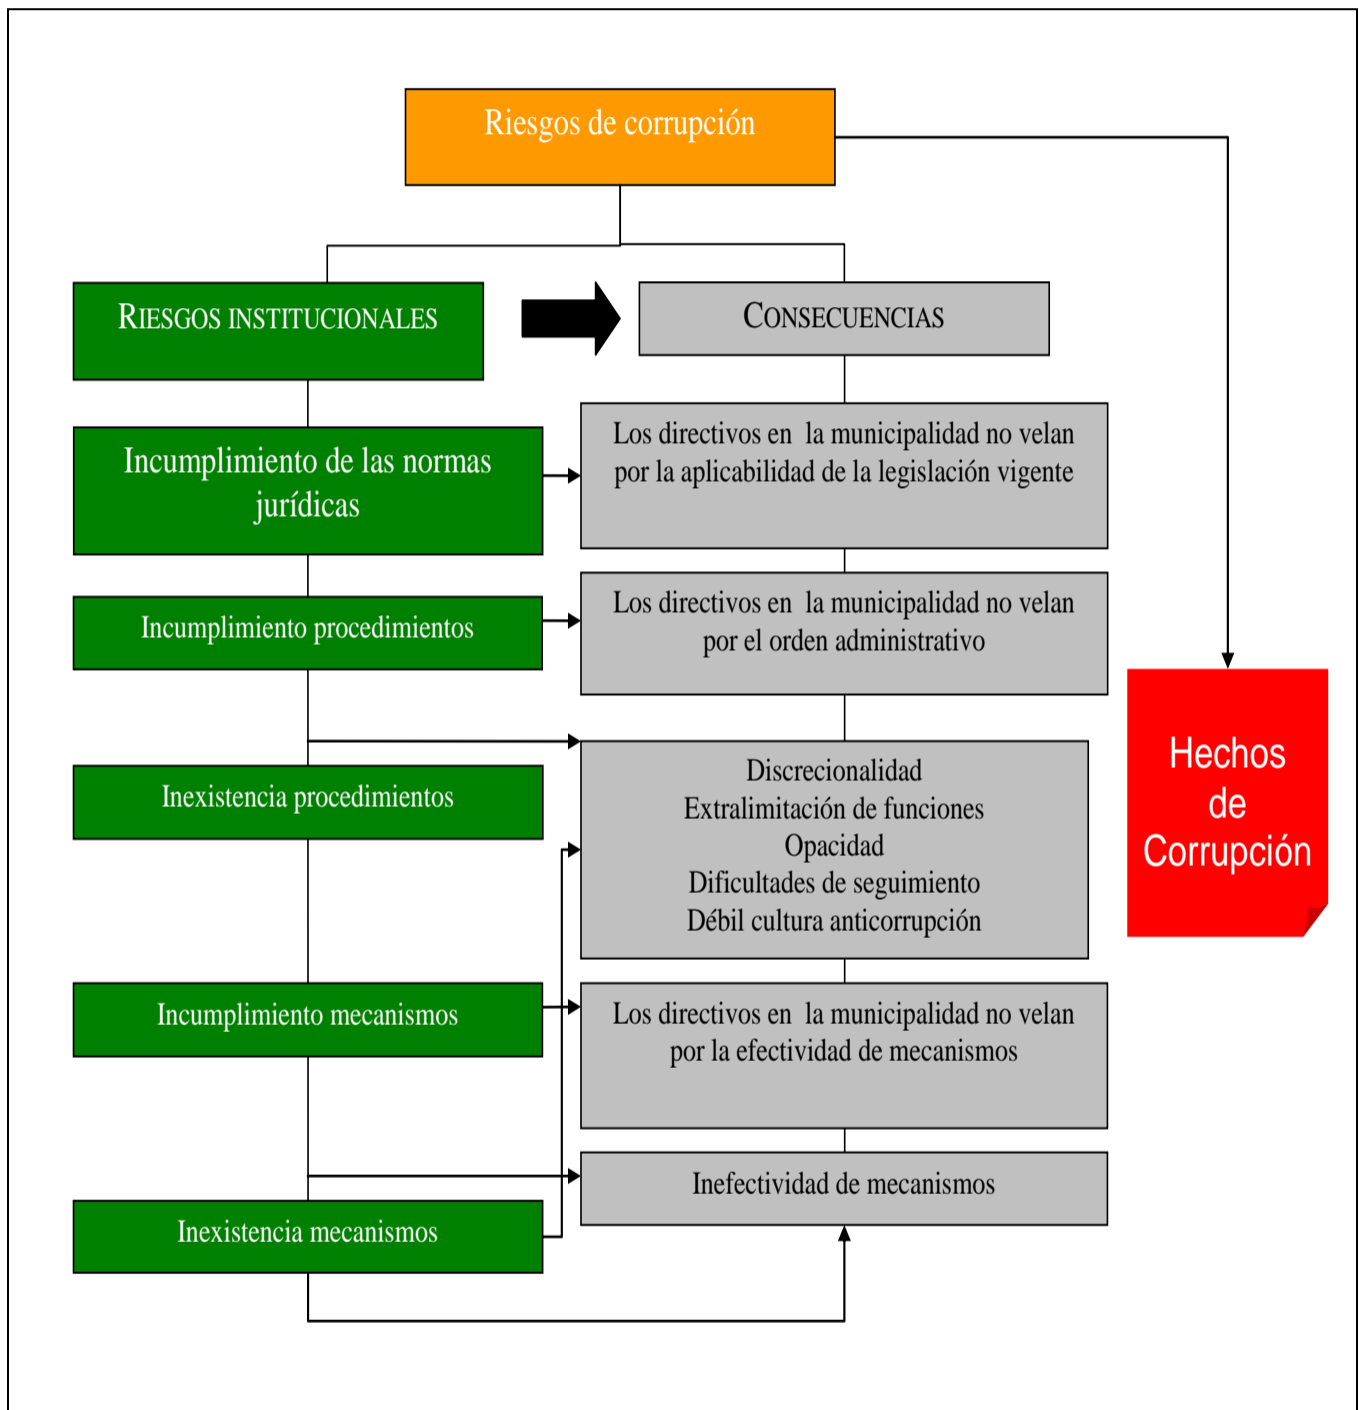 Riesgos de corrupción
RIESGOS INSTITUCIONALES
CONSECUENCIAS
Incumplimiento de las normas
jurídicas
Los directivos en la municipalidad no velan
por la aplicabilidad de la legislación vigente
Incumplimiento procedimientos
Los directivos en la municipalidad no velan
por el orden administrativo
Inexistencia procedimientos
Discrecionalidad
Extralimitación de funciones
Opacidad
Dificultades de seguimiento
Débil cultura anticorrupción
Hechos
de
Corrupción
Incumplimiento mecanismos
Los directivos en la municipalidad no velan
por la efectividad de mecanismos
Inefectividad de mecanismos
Inexistencia mecanismos